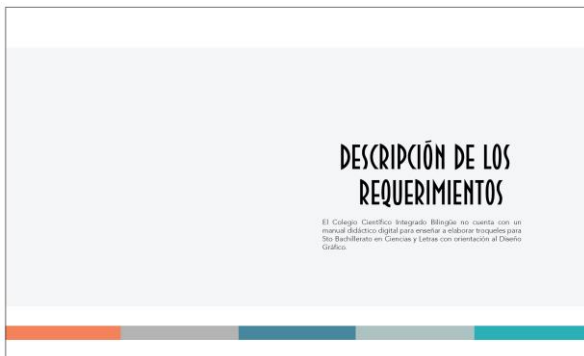 DESCRIPCIÓN DE LOS
REQUERIMIENTOS
El Colegio Científico Integrado Bilingüe no cuenta con un
manual didáctico digital para enseñar a elaborar troqueles para
5to Bachillerato en Ciencias y Letras con orientación al Diseño
Gráfico.